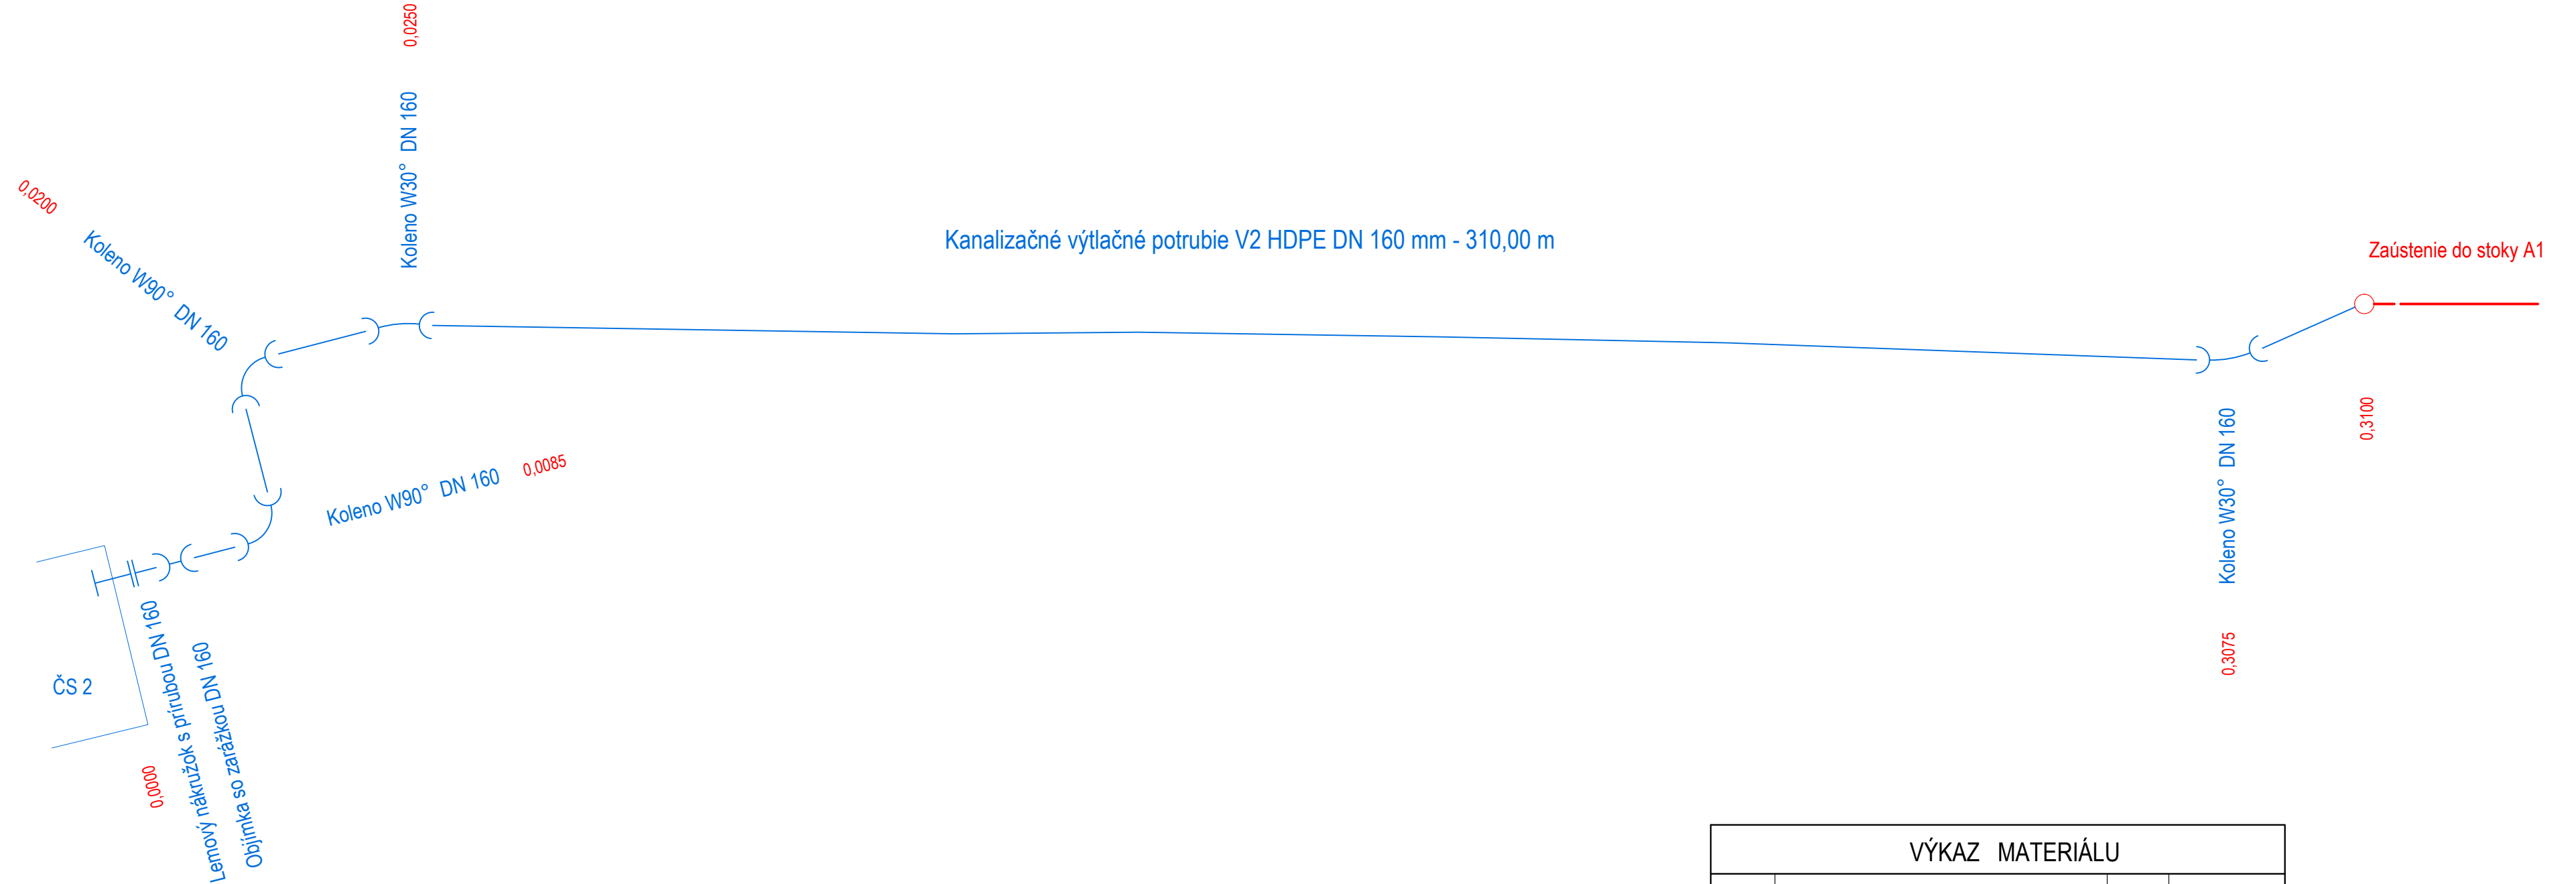 0,0250
Koleno W30° DN 160
0,0200
Koleno W90° DN 160
Kanalizačné výtlačné potrubie V2 HDPE DN 160 mm - 310,00 m
Zaústenie do stoky A1
0,3100
Koleno W90° DN 160 0,0085
Koleno W30° DN 160
0,3075
ČS 2
0,0000
Lemový nákružok s prírubou DN 160
Objímka so zarážkou DN 160
VÝKAZ MATERIÁLU